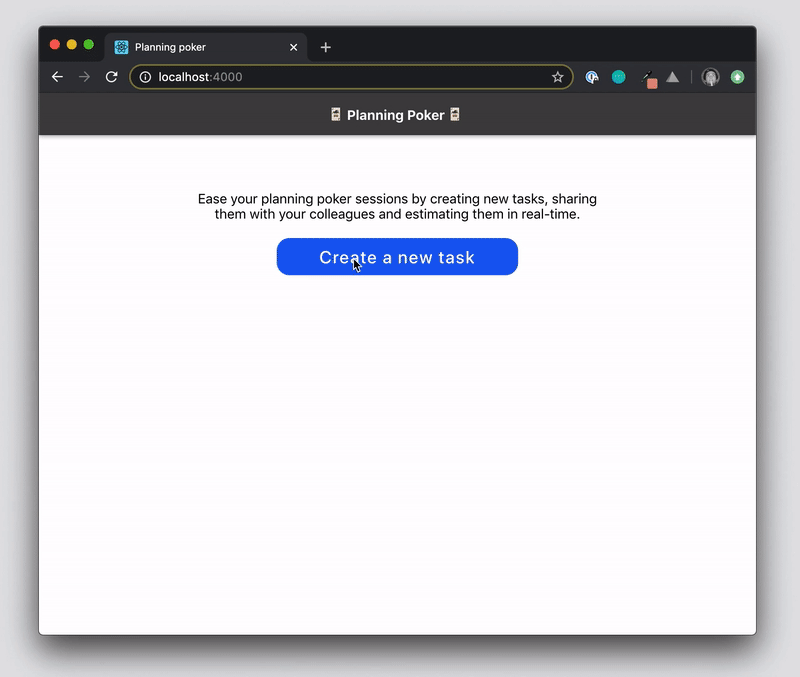 Planning poker
localhost:4000
🃏 Planning Poker 🃏
Ease your planning poker sessions by creating new tasks, sharing
them with your colleagues and estimating them in real-time.
Create a new task